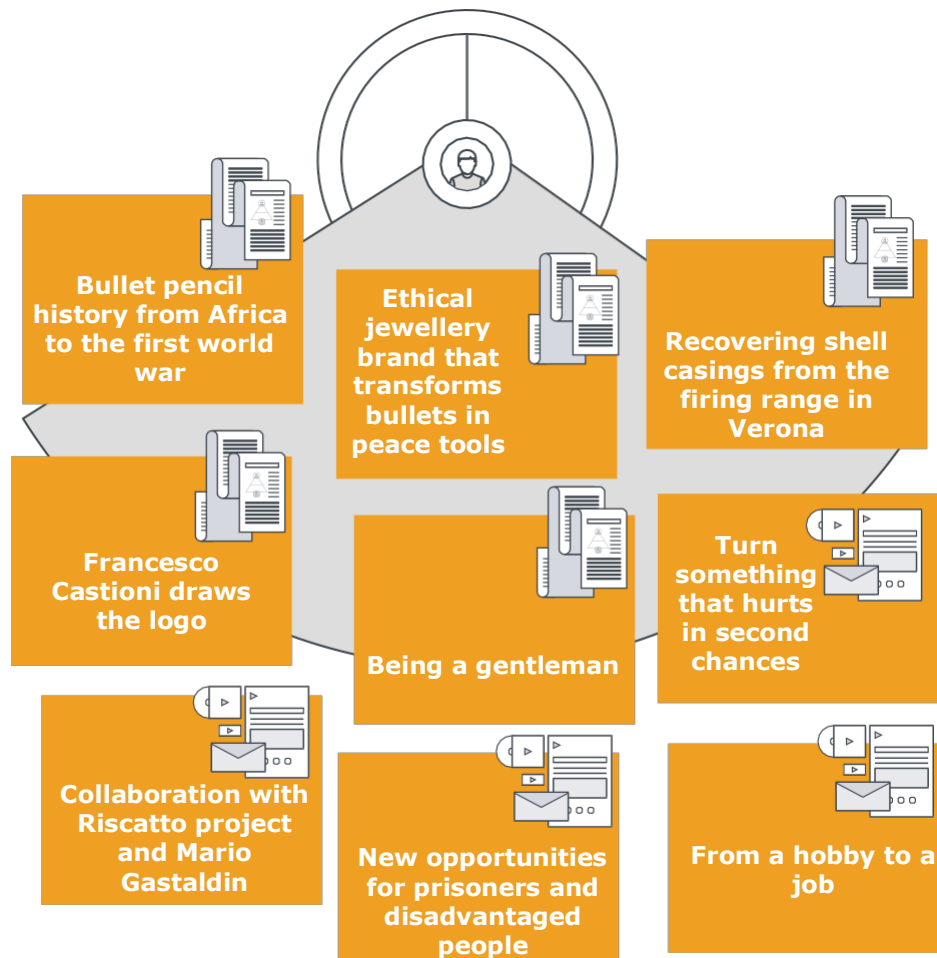 Bullet pencil
history from Africa
to the first world
war
Ethical
jewellery
brand that
transforms
bullets in
peace tools
Recovering shell
casings from the
firing range in
Verona
Francesco
Castioni draws
the logo
Being a gentleman
Turn
something
that hurts
in second
chances
Collaboration with
Riscatto project
and Mario
Gastaldin
New opportunities
for prisoners and
disadvantaged
people
From a hobby to a
job